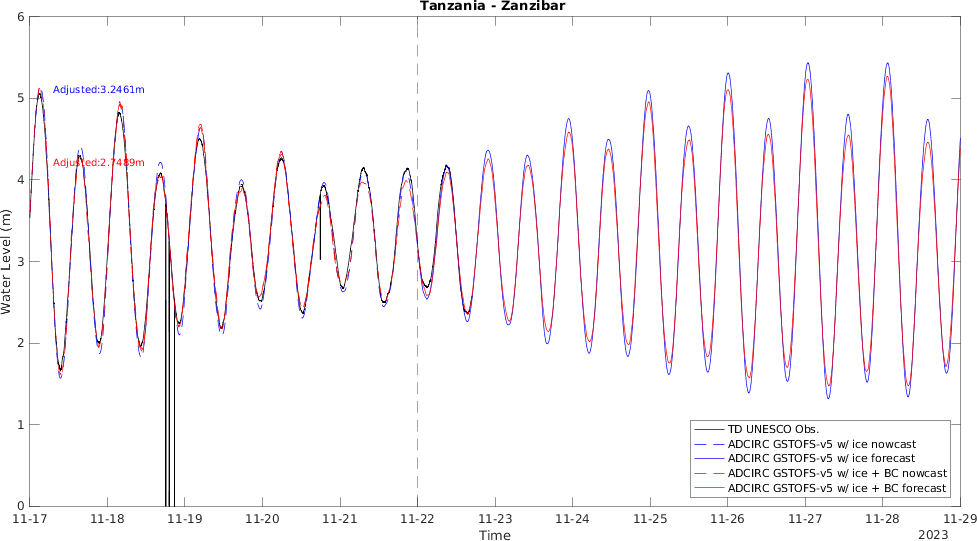 Tanzania - Zanzibar
6
5
4
3
2
1
0
Water Level (m)
Adjusted:3.2461m
Adjusted:2.7489m
TD UNESCO Obs.
ADCIRC GSTOFS-v5 w/ ice nowcast
ADCIRC GSTOFS-v5 w/ ice forecast
ADCIRC GSTOFS-v5 w/ ice + BC nowcast
ADCIRC GSTOFS-v5 w/ ice + BC forecast
11-17 11-18 11-19 11-20 11-21 11-22 11-23 11-24 11-25 11-26 11-27 11-28 11-29
Time
2023